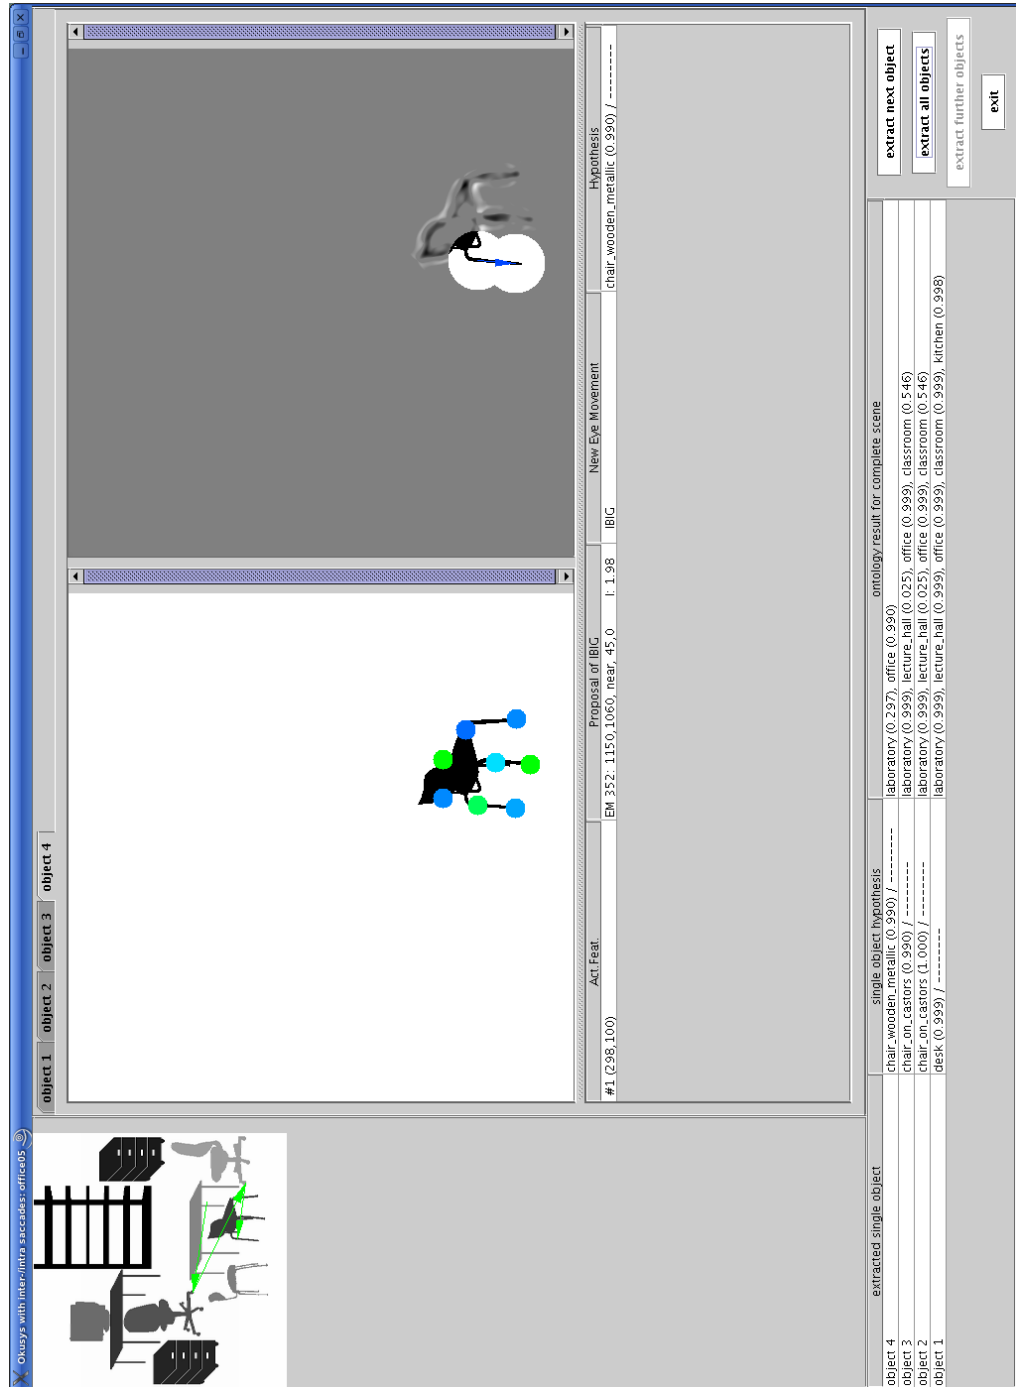 Okusys with inter-/intra saccades: office05
object 1 object 2 object 3 object 4
Act.Feat. Proposal of IBIG New Eye Movement Hypothesis
#1 (298,100) EM 352: 1150,1060, near, 45,0 I: 1.98 IBIG chair_wooden_metallic (0.990) / --------
extracted single object single object hypothesis ontology result for complete scene
object 4 chair_wooden_metallic (0.990) / -------- laboratory (0.297), office (0.990)
object 3 chair_on_castors (0.990) / -------- laboratory (0.999), lecture_hall (0.025), office (0.999), classroom (0.546)
object 2 chair_on_castors (1.000) / -------- laboratory (0.999), lecture_hall (0.025), office (0.999), classroom (0.546)
object 1 desk (0.999) / -------- laboratory (0.999), lecture_hall (0.999), office (0.999), classroom (0.999), kitchen (0.998)
extract next object
extract all objects
extract further objects
exit